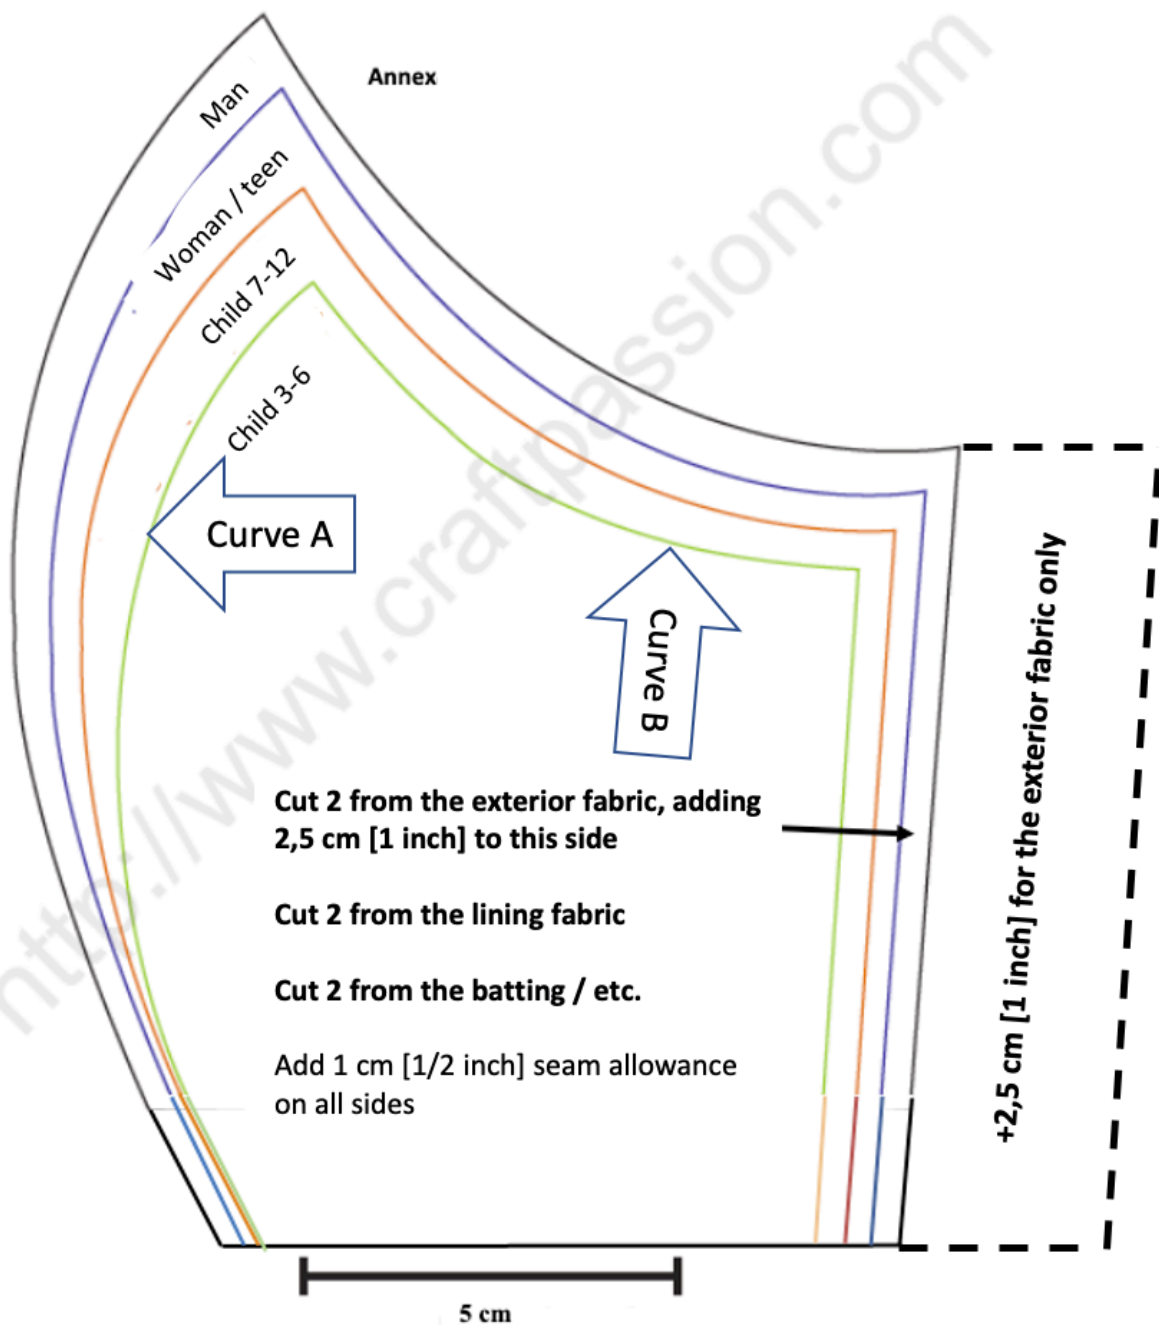 Annex
Man
Woman / teen
Child 7-12
Child 3-6
Curve A
Curve B
Cut 2 from the exterior fabric, adding
2,5 cm [1 inch] to this side
Cut 2 from the lining fabric
Cut 2 from the batting / etc.
Add 1 cm [1/2 inch] seam allowance
on all sides
+2,5 cm [1 inch] for the exterior fabric only
5 cm
http://www.craftpassion.com